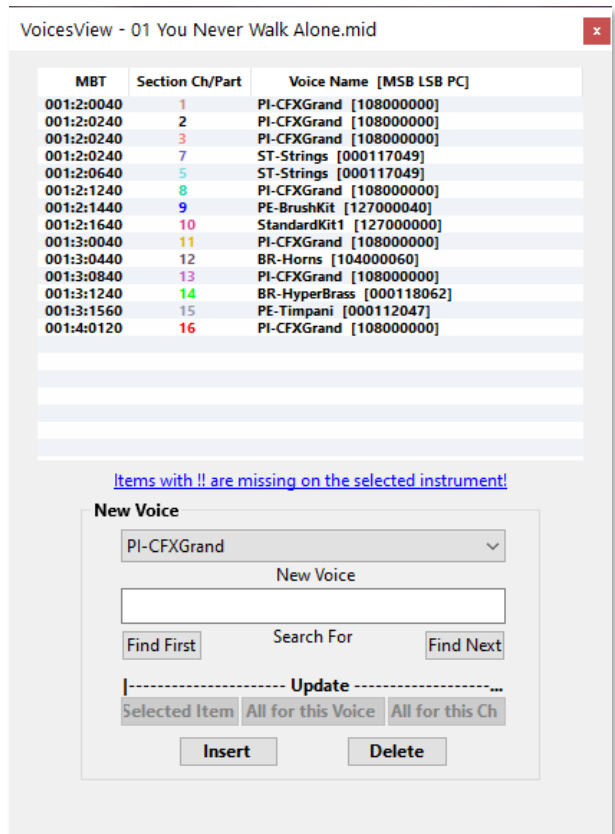 VoicesView - 01 You Never Walk Alone.mid x
MBT Section Ch/Part Voice Name [MSB LSB PC]
001:2:0040 1 PI-CFXGrand [108000000]
001:2:0240 2 PI-CFXGrand [108000000]
001:2:0240 3 PI-CFXGrand [108000000]
001:2:0240 7 ST-Strings [000117049]
001:2:0640 5 ST-Strings [000117049]
001:2:1240 8 PI-CFXGrand [108000000]
001:2:1440 9 PE-BrushKit [127000040]
001:2:1640 10 StandardKit1 [127000000]
001:3:0040 11 PI-CFXGrand [108000000]
001:3:0440 12 BR-Horns [104000060]
001:3:0840 13 PI-CFXGrand [108000000]
001:3:1240 14 BR-HyperBrass [000118062]
001:3:1560 15 PE-Timpani [000112047]
001:4:0120 16 PI-CFXGrand [108000000]
Items with !! are missing on the selected instrument!
New Voice
PI-CFXGrand
New Voice
Find First Search For Find Next
|---------------------- Update -------------------...
Selected Item All for this Voice All for this Ch
Insert Delete